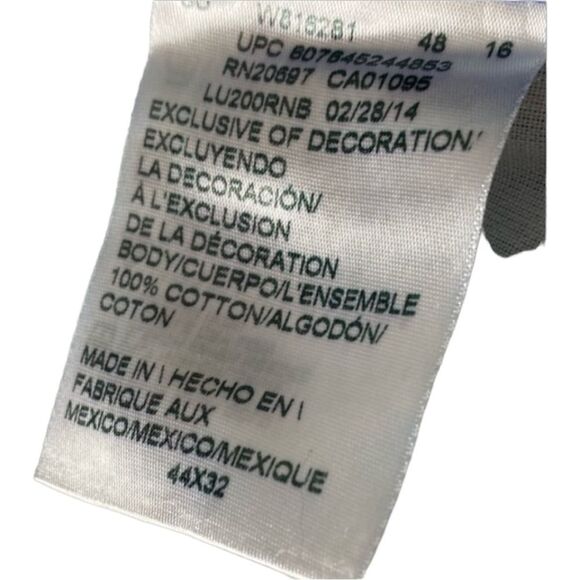 W816281 48 16
UPC 607645244853
RN20697 CA01095
LU200RNB 02/28/14
EXCLUSIVE OF DECORATION/
EXCLUYENDO
LA DECORACIÓN/
À L'EXCLUSION
DE LA DÉCORATION
BODY/CUERPO/L'ENSEMBLE
100% COTTON/ALGODÓN/
COTON
MADE IN \ HECHO EN \
FABRIQUE AUX
MEXICO/MEXICO/MEXIQUE
44X32